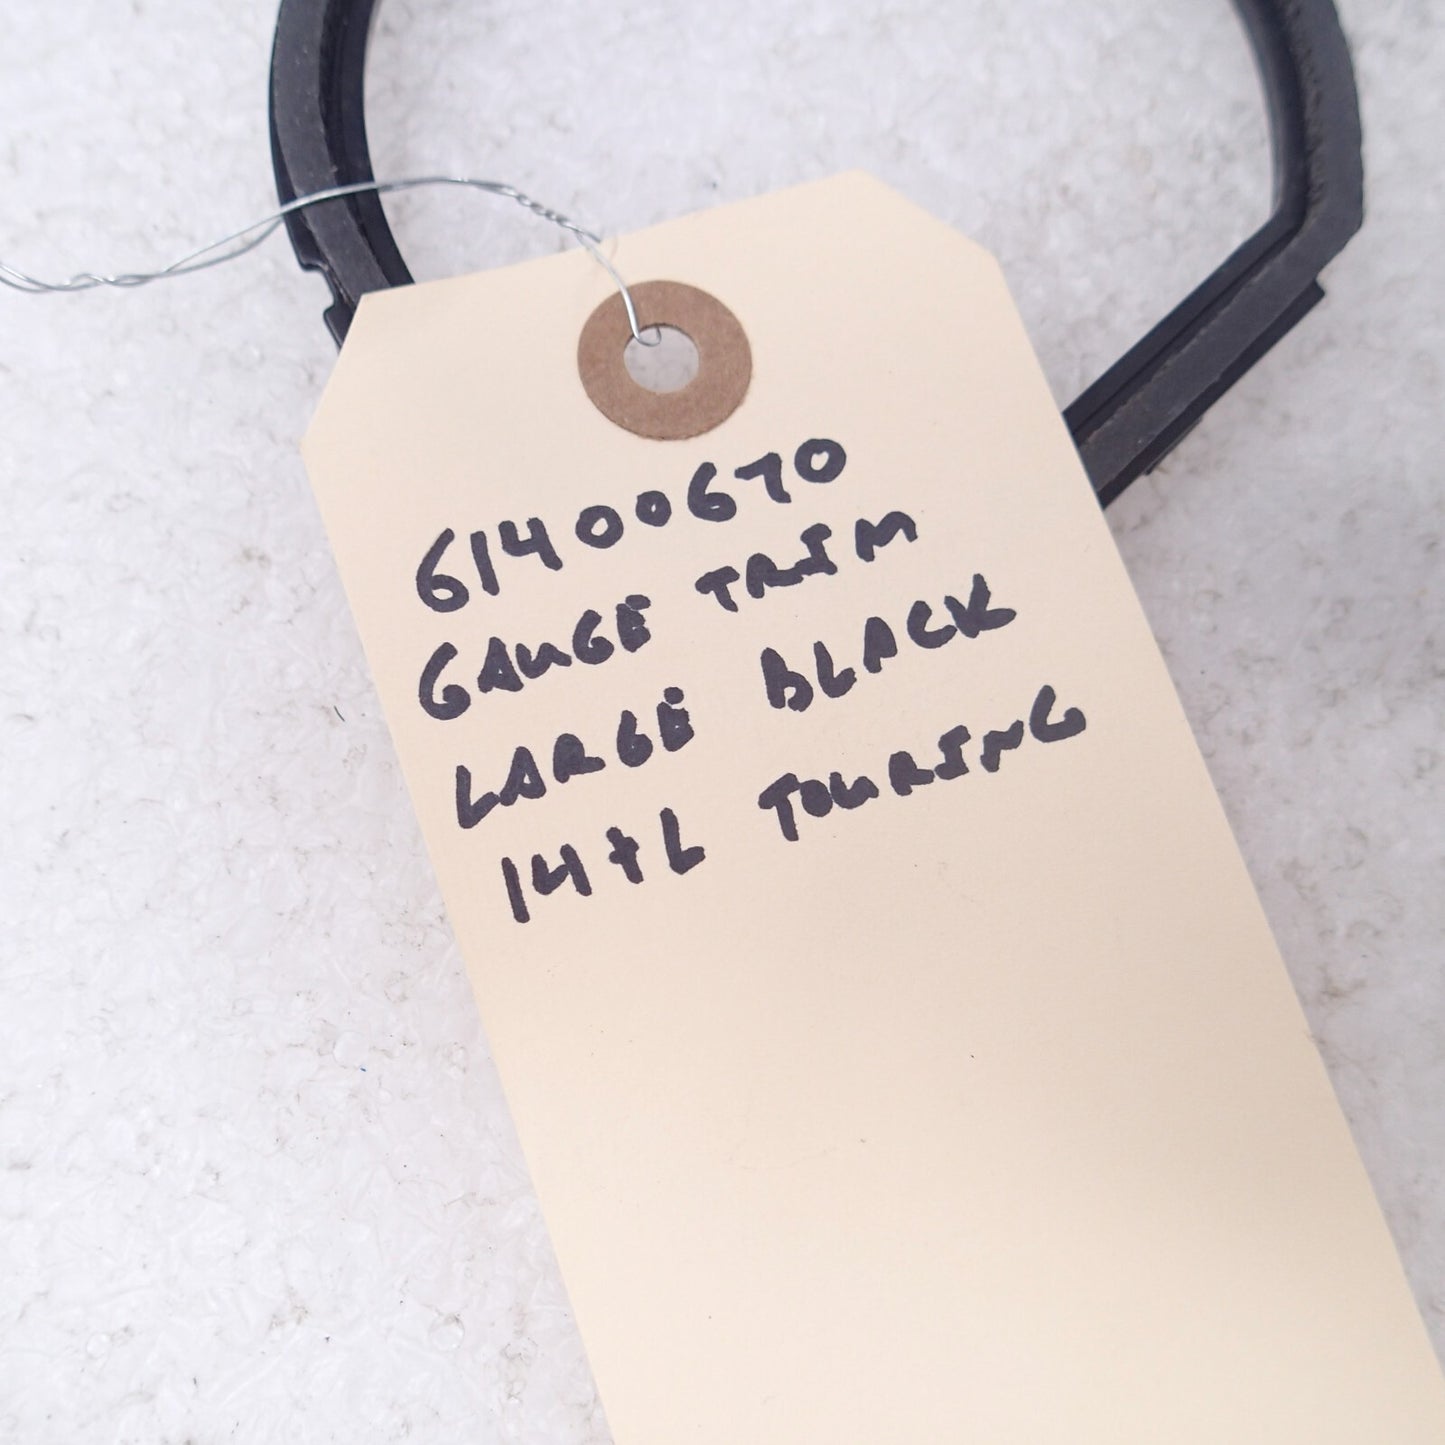 61400670
GAUGE TRIM
LARGE BLACK
14+L TOURING